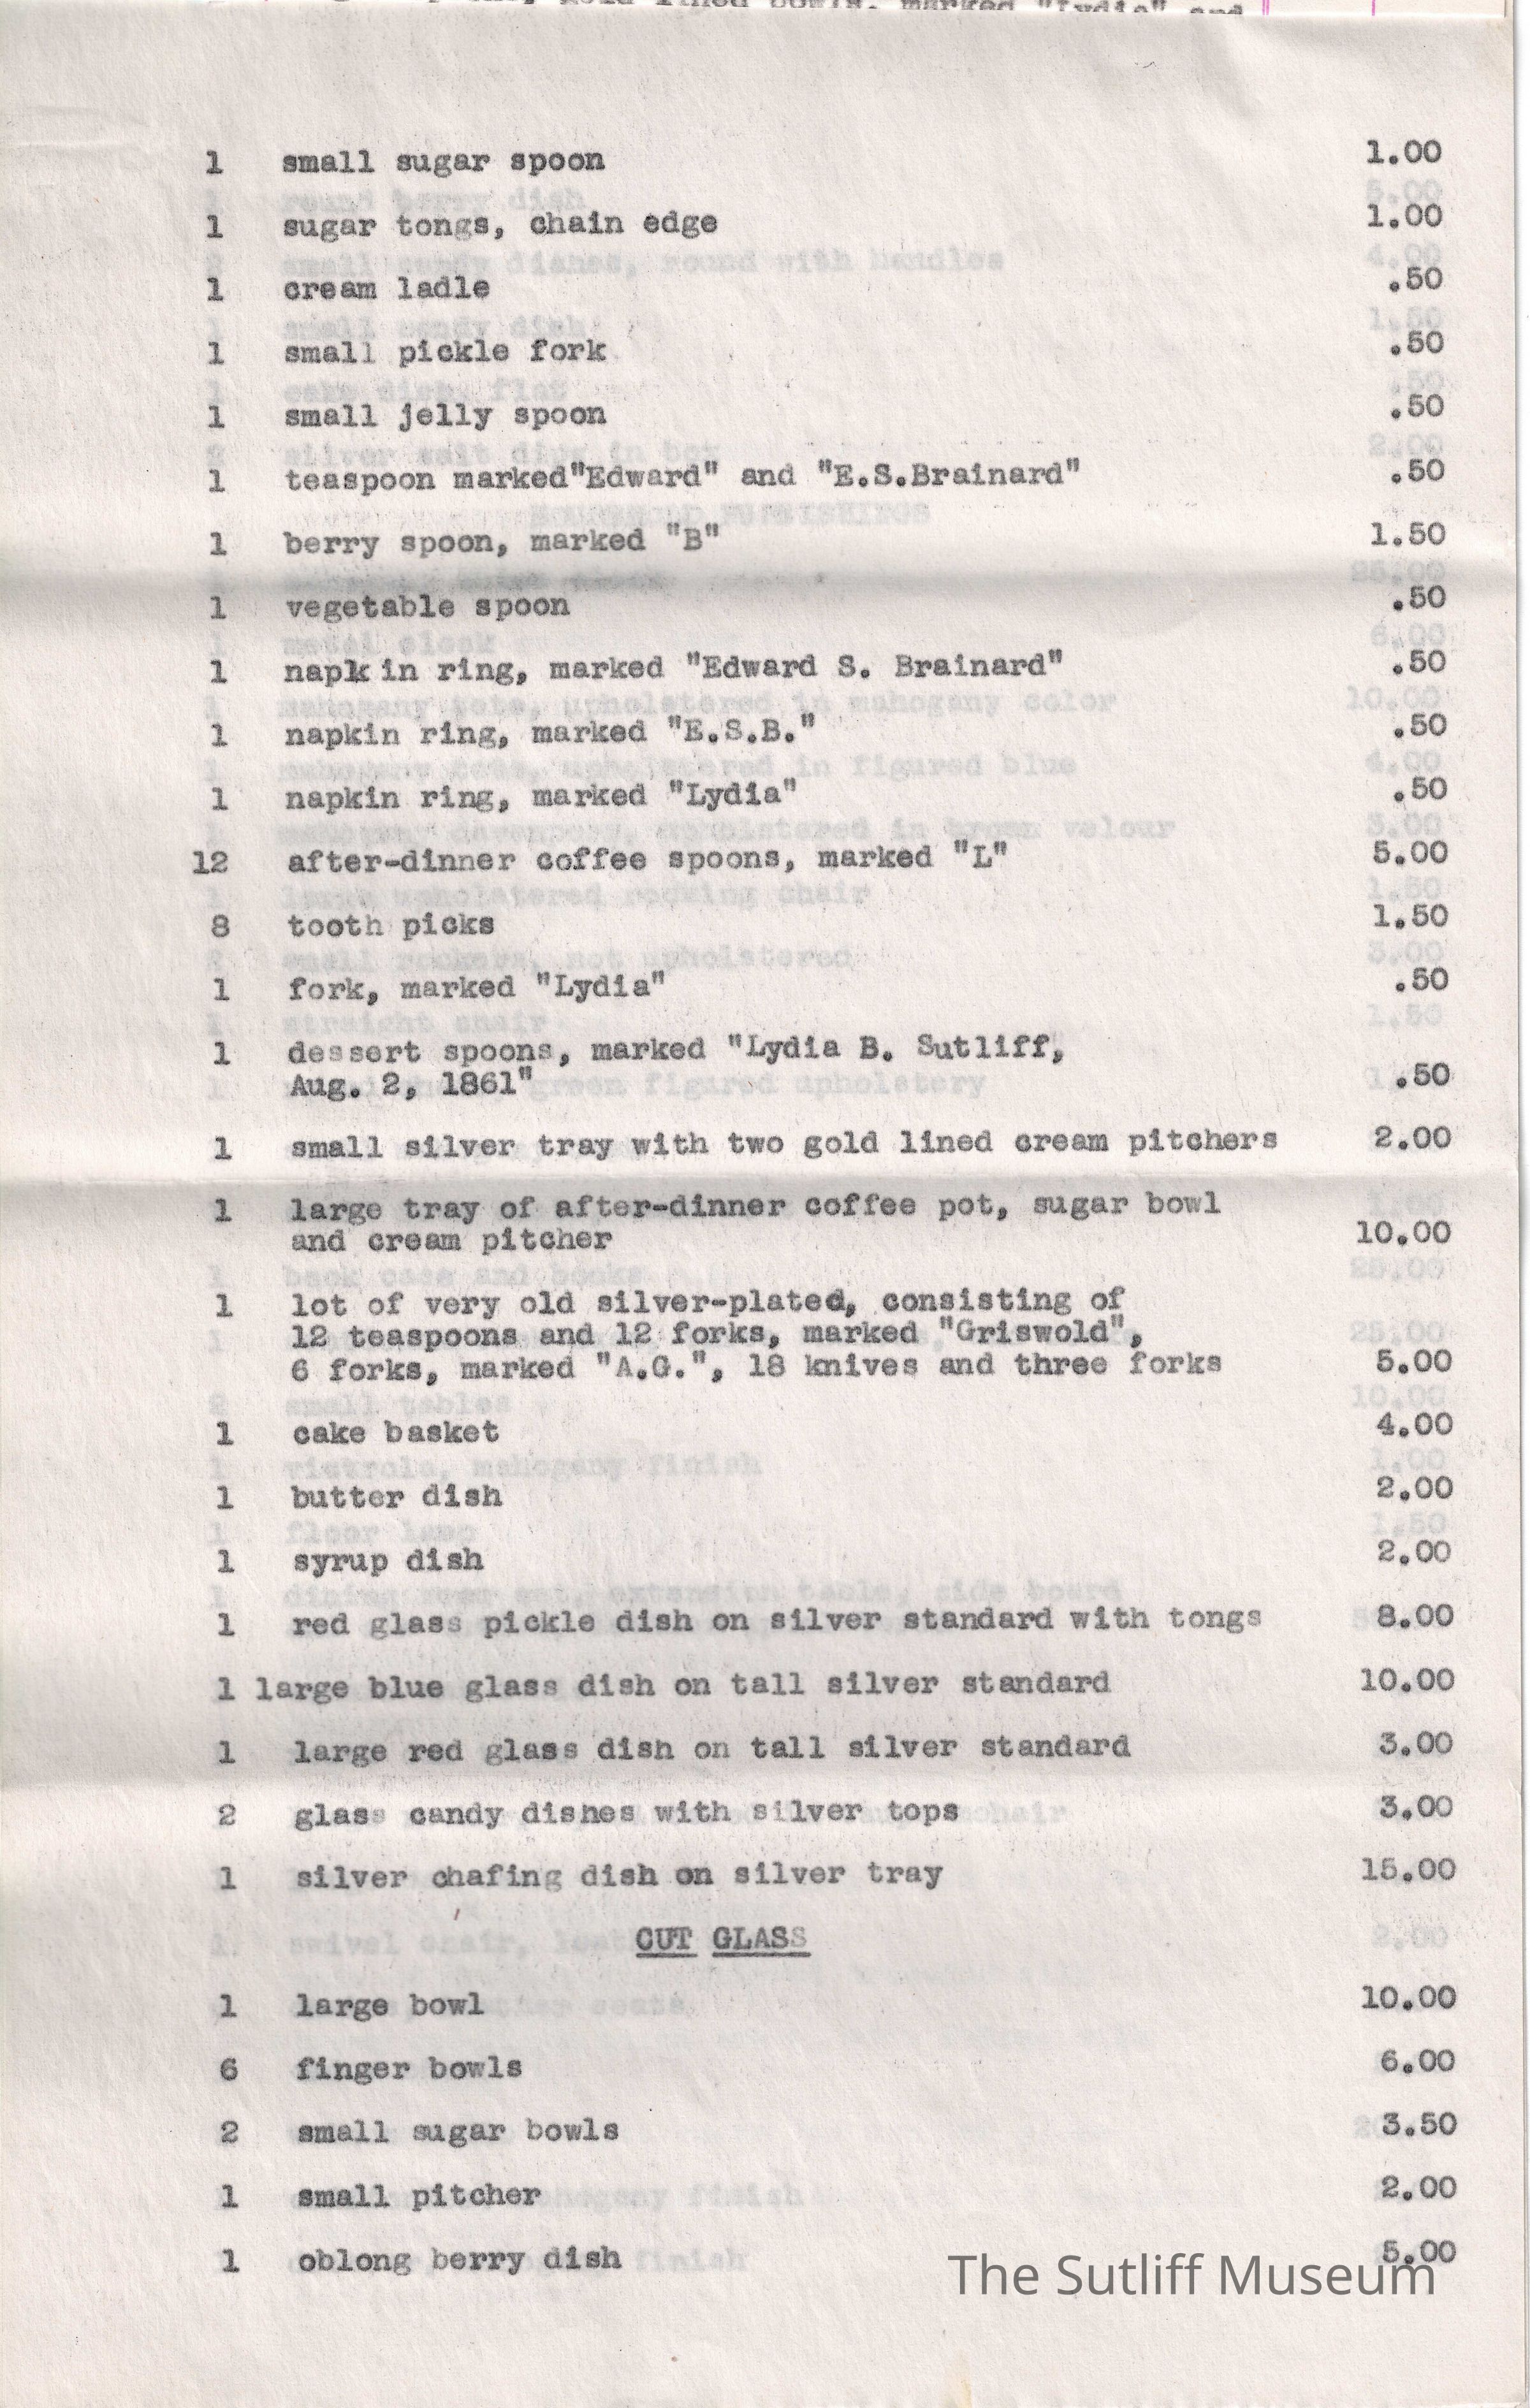 1 small sugar spoon 1.00
1 sugar tongs, chain edge 1.00
1 cream ladle .50
1 small pickle fork .50
1 small jelly spoon .50
1 teaspoon marked"Edward" and "E.S.Brainard" .50
1 berry spoon, marked "B" 1.50
1 vegetable spoon .50
1 napkin ring, marked "Edward S. Brainard" .50
1 napkin ring, marked "E.S.B." .50
1 napkin ring, marked "Lydia" .50
12 after-dinner coffee spoons, marked "L" 5.00
8 tooth picks 1.50
1 fork, marked "Lydia" .50
1 dessert spoons, marked "Lydia B. Sutliff,
Aug. 2, 1861" .50
1 small silver tray with two gold lined cream pitchers 2.00
1 large tray of after-dinner coffee pot, sugar bowl
and cream pitcher 10.00
1 lot of very old silver-plated, consisting of
12 teaspoons and 12 forks, marked "Griswold",
6 forks, marked "A.G.", 18 knives and three forks 5.00
1 cake basket 4.00
1 butter dish 2.00
1 syrup dish 2.00
1 red glass pickle dish on silver standard with tongs 8.00
1 large blue glass dish on tall silver standard 10.00
1 large red glass dish on tall silver standard 3.00
2 glass candy dishes with silver tops 3.00
1 silver chafing dish on silver tray 15.00
CUT GLASS
1 large bowl 10.00
6 finger bowls 6.00
2 small sugar bowls 3.50
1 small pitcher 2.00
1 oblong berry dish 5.00
The Sutliff Museum